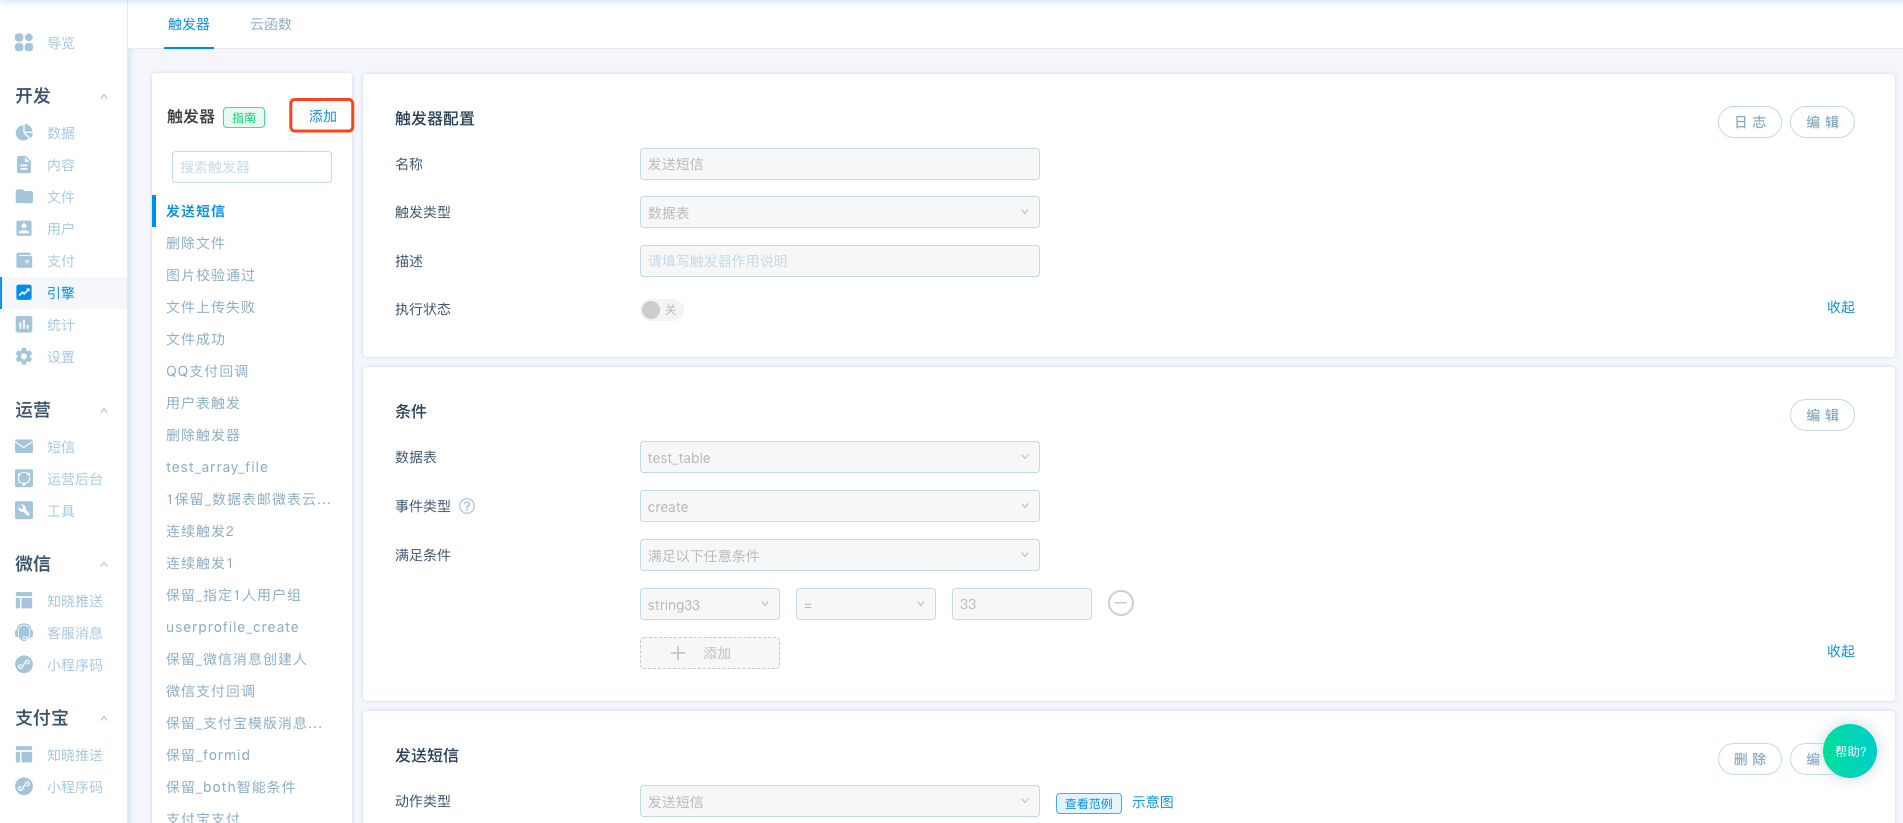 触发器
云函数
导览
开发
数据
内容
文件
用户
支付
引擎
统计
设置
运营
短信
运营后台
工具
微信
知晓推送
客服消息
小程序码
支付宝
知晓推送
小程序码
触发器 指南 添加
搜索触发器
发送短信
删除文件
图片校验通过
文件上传失败
文件成功
QQ支付回调
用户表触发
删除触发器
test_array_file
1保留_数据表邮微表云...
连续触发2
连续触发1
保留_指定1人用户组
userprofile_create
保留_微信消息创建人
微信支付回调
保留_支付宝模版消息...
保留_formid
保留_both智能条件
支付宝支付
触发器配置 日志 编辑
名称 发送短信
触发类型 数据表
描述 请填写触发器作用说明
执行状态 关 收起
条件 编辑
数据表 test_table
事件类型 ? create
满足条件 满足以下任意条件
string33 = 33
添加 收起
发送短信 删除 编
帮助?
动作类型 发送短信 查看范例 示意图